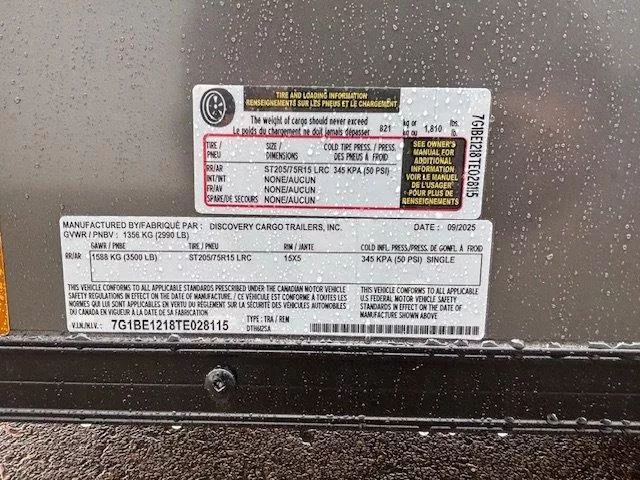 TIRE AND LOADING INFORMATION
RENSEIGNEMENTS SUR LES PNEUS ET LE CHARGEMENT
The weight of cargo should never exceed 821 kg or 1,810 lbs.
Le poids du chargement ne doit jamais dépasser kg ou lb.
TIRE / SIZE / COLD TIRE PRESS. /
PNEU DIMENSIONS DES PNEUS À FROID
RR/AR ST205/75R15 LRC 345 KPA (50 PSI)
INT/INT NONE/AUCUN
FR/AV NONE/AUCUN
SPARE/DE SECOURS NONE/AUCUN
SEE OWNER'S
MANUAL FOR
ADDITIONAL
INFORMATION
VOIR LE MANUEL
DE L'USAGER
POUR PLUS DE
RENSEIGNEMENTS
7G1BE1218TE028115
MANUFACTURED BY/FABRIQUÉ PAR : DISCOVERY CARGO TRAILERS, INC. DATE : 09/2025
GVWR / PNBV : 1356 KG (2990 LB)
GAWR / PNBE TIRE / PNEU RIM / JANTE COLD INFL. PRESS./PRESS. DE GONFL.
RR/AR 1588 KG (3500 LB) ST205/75R15 LRC 15X5 345 KPA (50 PSI) SINGLE
THIS VEHICLE CONFORMS TO ALL APPLICABLE STANDARDS PRESCRIBED UNDER THE CANADIAN MOTOR VEHICLE
SAFETY REGULATIONS IN EFFECT ON THE DATE OF MANUFACTURE. / CE VÉHICULE EST CONFORME À TOUTES LES
NORMES QUI LUI SONT APPLICABLES EN VERTU DU RÈGLEMENT SUR LA SÉCURITÉ DES VÉHICULES AUTOMOBILES
DU CANADA EN VIGUEUR À LA DATE DE SA FABRICATION
THIS VEHICLE CONFORMS TO ALL APPLICABLE
U.S FEDERAL MOTOR VEHICLE SAFETY
STANDARDS IN EFFECT ON THE DATE OF
MANUFACTURE SHOWN ABOVE.
V.I.N./N.I.V. : 7G1BE1218TE028115
TYPE : TRA / REM
DTH612SA